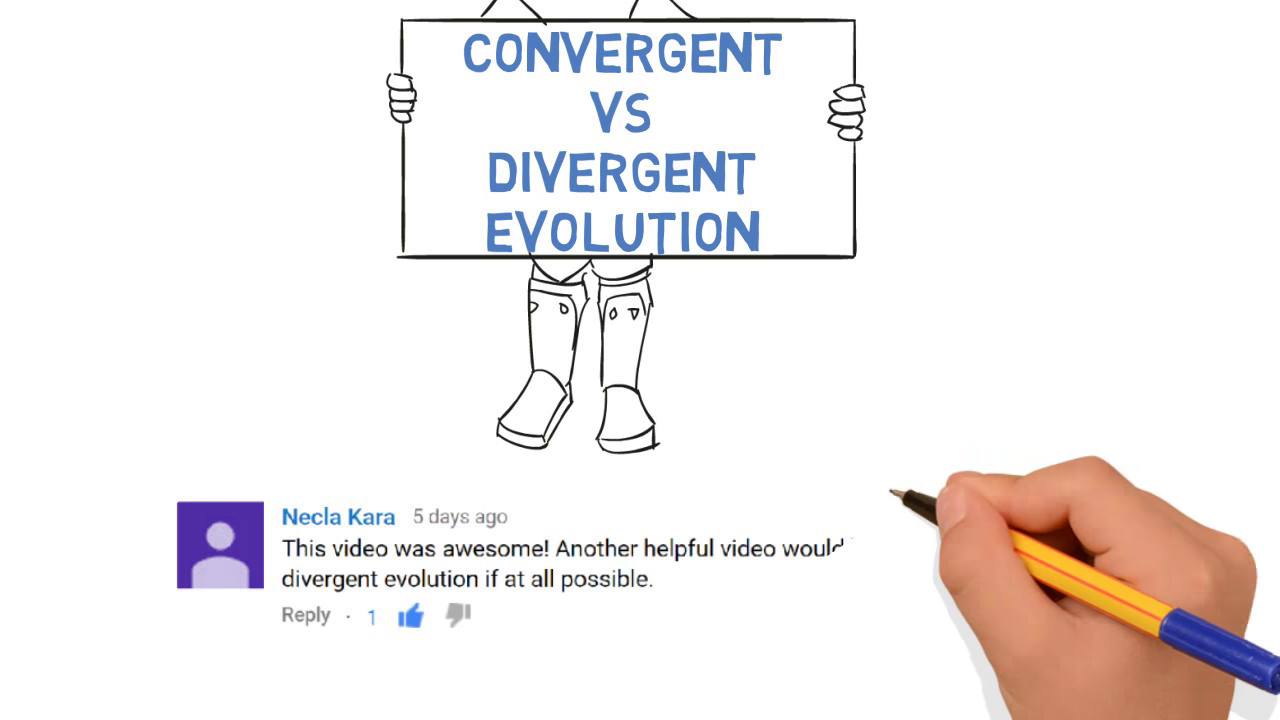 CONVERGENT
VS
DIVERGENT
EVOLUTION
Necla Kara 5 days ago
This video was awesome! Another helpful video would
divergent evolution if at all possible.
Reply · 1